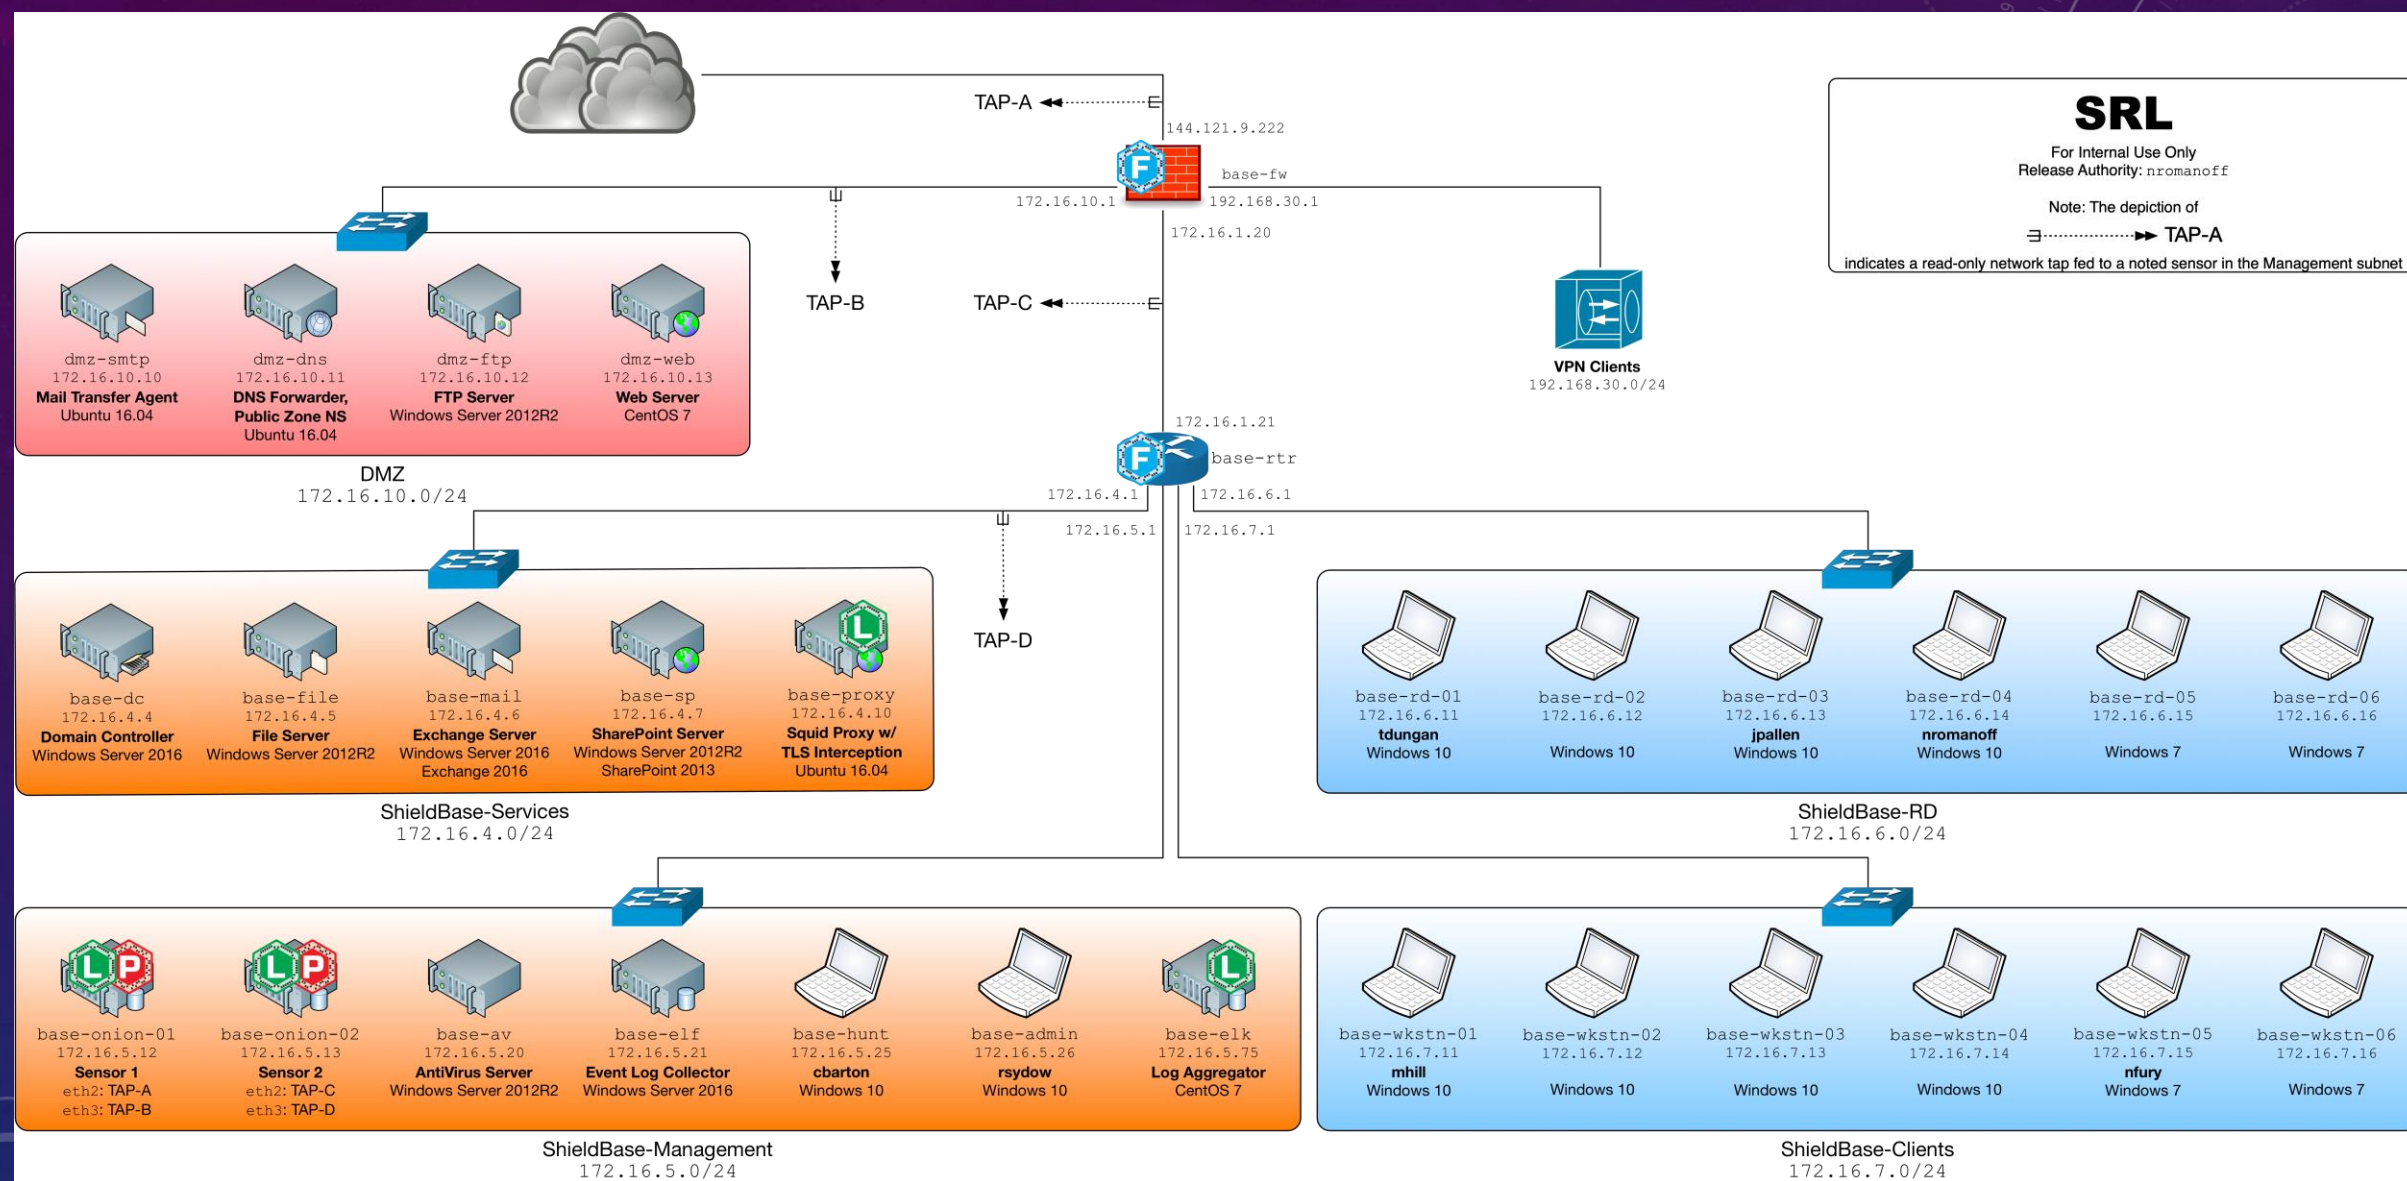 TAP-A
144.121.9.222
F
base-fw
172.16.10.1
192.168.30.1
172.16.1.20
TAP-B
TAP-C
SRL
For Internal Use Only
Release Authority: nromanoff
Note: The depiction of
TAP-A
indicates a read-only network tap fed to a noted sensor in the Management subnet
VPN Clients
192.168.30.0/24
dmz-smtp
172.16.10.10
Mail Transfer Agent
Ubuntu 16.04
dmz-dns
172.16.10.11
DNS Forwarder,
Public Zone NS
Ubuntu 16.04
dmz-ftp
172.16.10.12
FTP Server
Windows Server 2012R2
dmz-web
172.16.10.13
Web Server
CentOS 7
DMZ
172.16.10.0/24
172.16.1.21
F
base-rtr
172.16.4.1
172.16.6.1
172.16.5.1
172.16.7.1
TAP-D
base-dc
172.16.4.4
Domain Controller
Windows Server 2016
base-file
172.16.4.5
File Server
Windows Server 2012R2
base-mail
172.16.4.6
Exchange Server
Windows Server 2016
Exchange 2016
base-sp
172.16.4.7
SharePoint Server
Windows Server 2012R2
SharePoint 2013
L
base-proxy
172.16.4.10
Squid Proxy w/
TLS Interception
Ubuntu 16.04
ShieldBase-Services
172.16.4.0/24
base-rd-01
172.16.6.11
tdungan
Windows 10
base-rd-02
172.16.6.12
Windows 10
base-rd-03
172.16.6.13
jpallen
Windows 10
base-rd-04
172.16.6.14
nromanoff
Windows 10
base-rd-05
172.16.6.15
Windows 7
base-rd-06
172.16.6.16
Windows 7
ShieldBase-RD
172.16.6.0/24
L P
base-onion-01
172.16.5.12
Sensor 1
eth2: TAP-A
eth3: TAP-B
L P
base-onion-02
172.16.5.13
Sensor 2
eth2: TAP-C
eth3: TAP-D
base-av
172.16.5.20
AntiVirus Server
Windows Server 2012R2
base-elf
172.16.5.21
Event Log Collector
Windows Server 2016
base-hunt
172.16.5.25
cbarton
Windows 10
base-admin
172.16.5.26
rsydow
Windows 10
L
base-elk
172.16.5.75
Log Aggregator
CentOS 7
ShieldBase-Management
172.16.5.0/24
base-wkstn-01
172.16.7.11
mhill
Windows 10
base-wkstn-02
172.16.7.12
Windows 10
base-wkstn-03
172.16.7.13
Windows 10
base-wkstn-04
172.16.7.14
Windows 10
base-wkstn-05
172.16.7.15
nfury
Windows 7
base-wkstn-06
172.16.7.16
Windows 7
ShieldBase-Clients
172.16.7.0/24